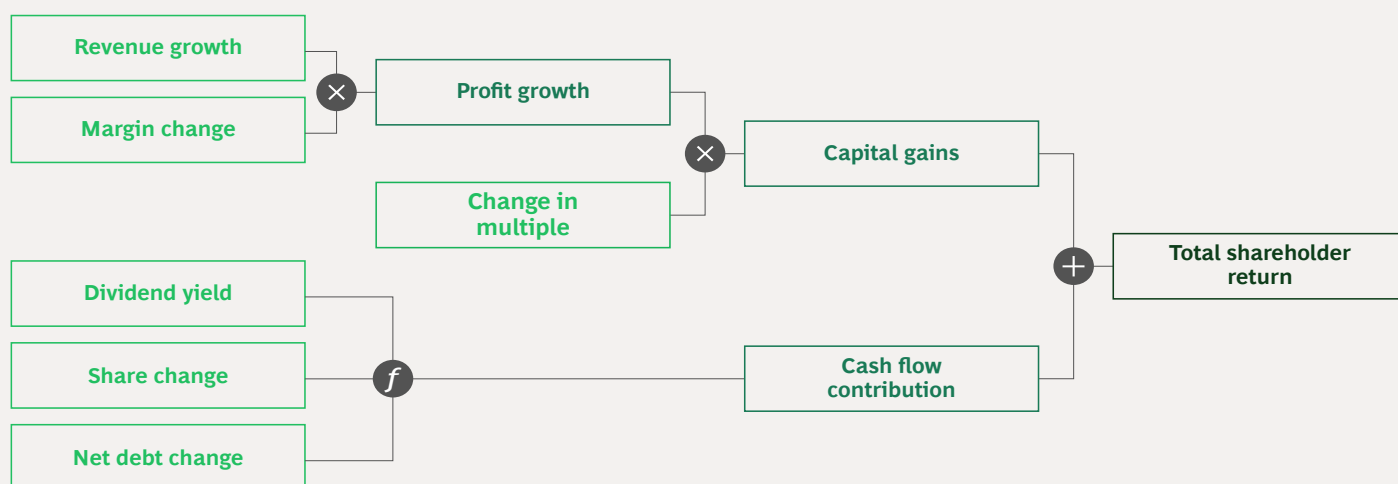 Revenue growth
×
Margin change
Profit growth
×
Change in
multiple
Capital gains
Dividend yield
Share change
Net debt change
f
Cash flow
contribution
+
Total shareholder
return